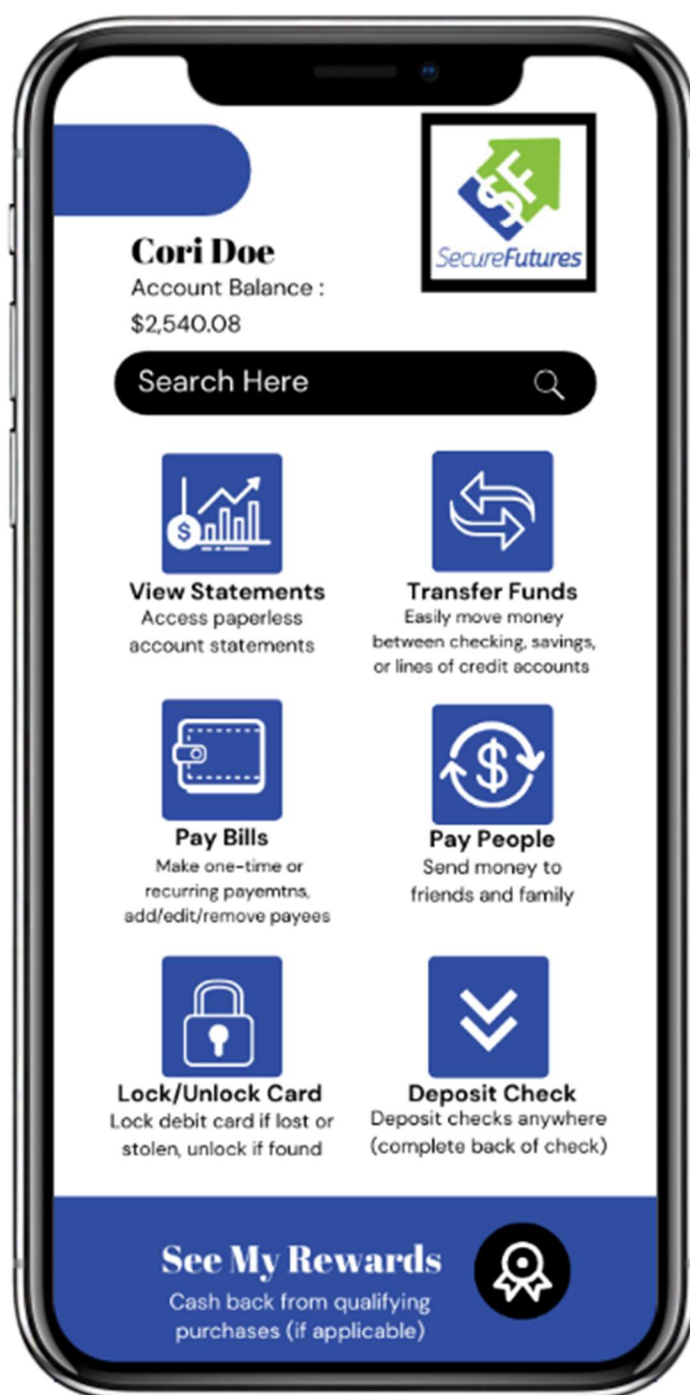 SF
$
SecureFutures
Cori Doe
Account Balance :
$2,540.08
Search Here
$
View Statements
Access paperless
account statements
Transfer Funds
Easily move money
between checking, savings,
or lines of credit accounts
Pay Bills
Make one-time or
recurring payemtns,
add/edit/remove payees
$
Pay People
Send money to
friends and family
Lock/Unlock Card
Lock debit card if lost or
stolen, unlock if found
Deposit Check
Deposit checks anywhere
(complete back of check)
See My Rewards
Cash back from qualifying
purchases (if applicable)